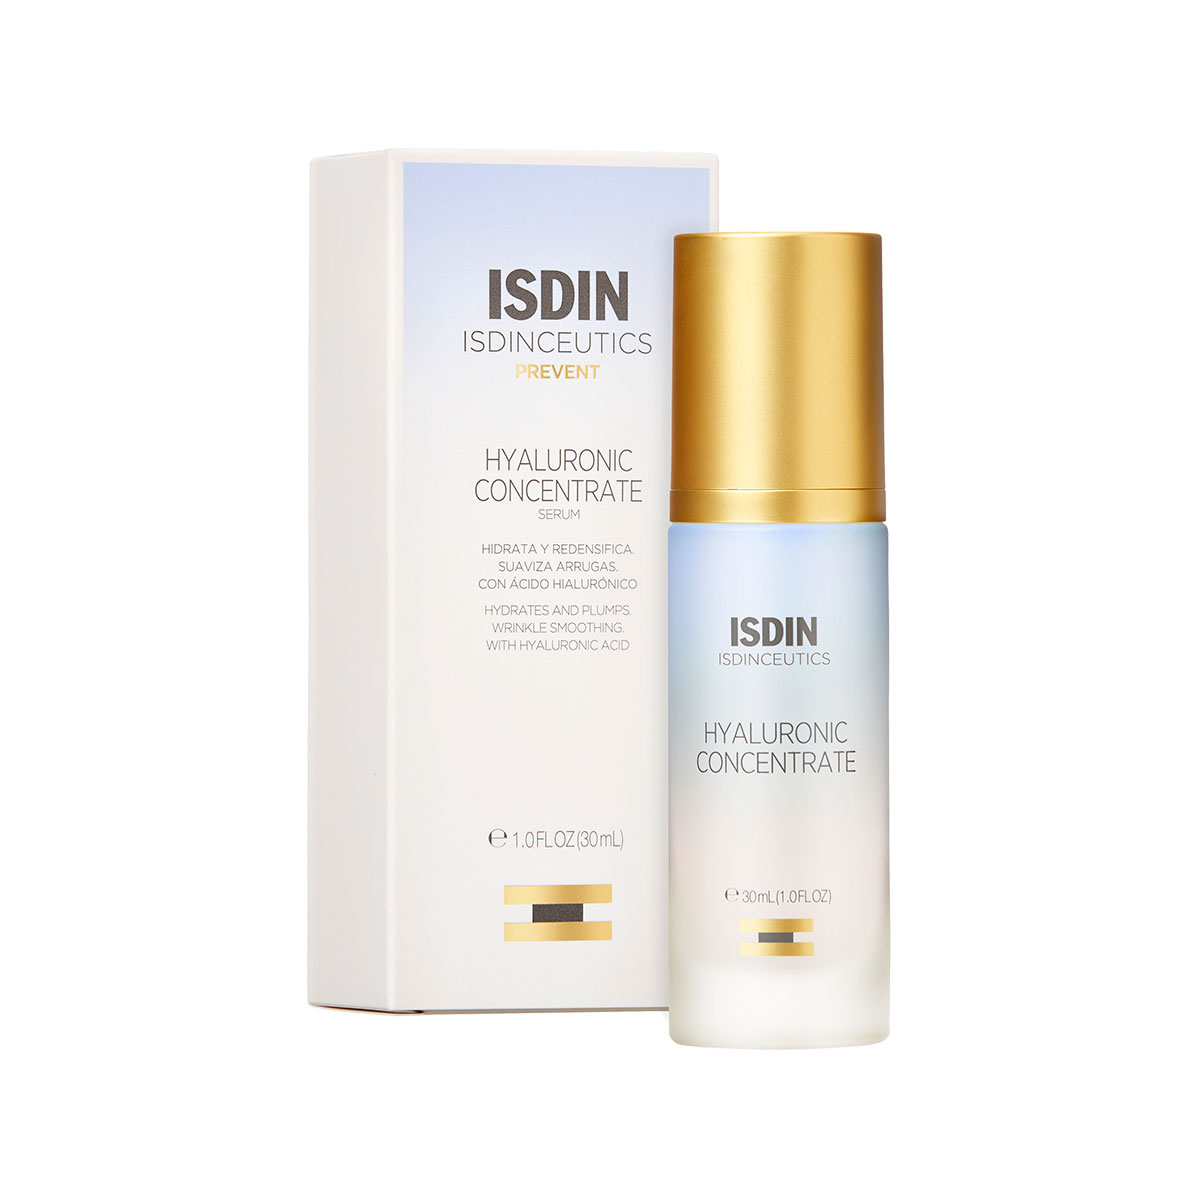 ISDIN
ISDINCEUTICS
PREVENT
HYALURONIC
CONCENTRATE
SERUM
HIDRATA Y REDENSIFICA.
SUAVIZA ARRUGAS.
CON ÁCIDO HIALURÓNICO
HYDRATES AND PLUMPS.
WRINKLE SMOOTHING.
WITH HYALURONIC ACID
℮ 1.0 FL OZ (30 mL)
ISDIN
ISDINCEUTICS
HYALURONIC
CONCENTRATE
℮ 30 mL (1.0 FL OZ)